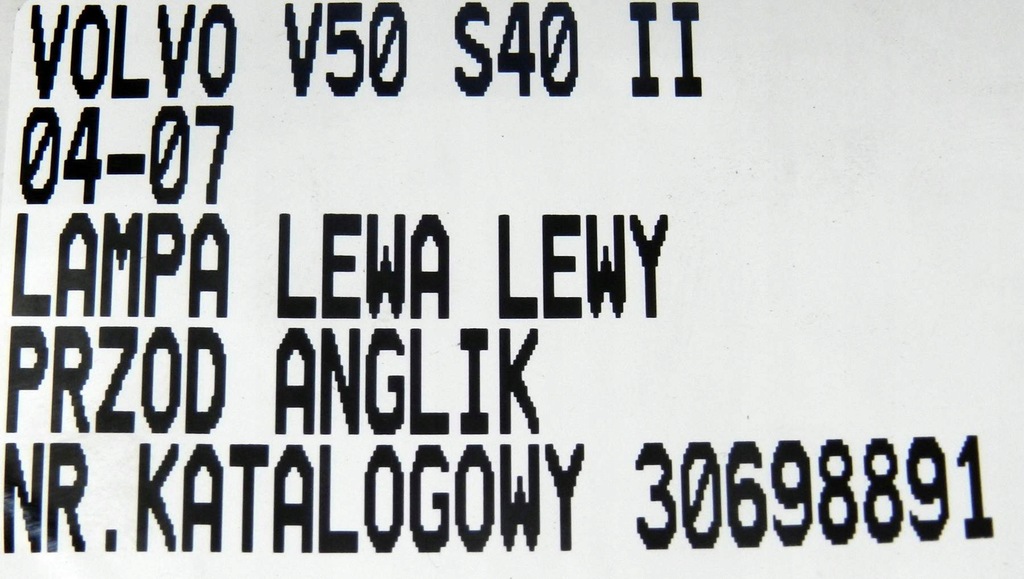 VOLVO V50 S40 II
04-07
LAMPA LEWA LEWY
PRZOD ANGLIK
NR.KATALOGOWY 30698891